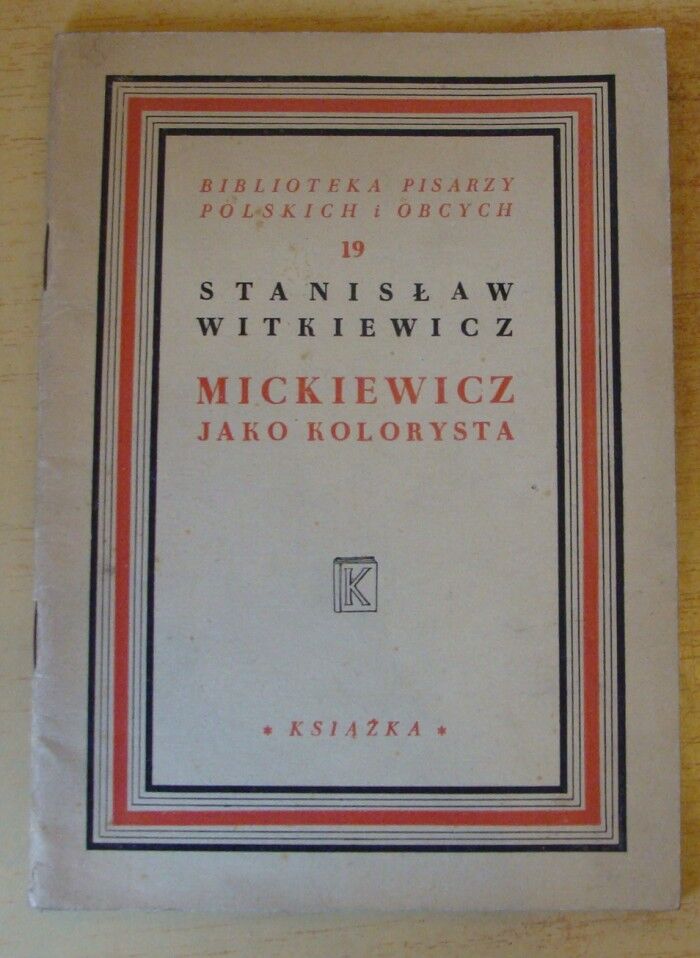 BIBLIOTEKA PISARZY
POLSKICH i OBCYCH
19
STANISŁAW
WITKIEWICZ
MICKIEWICZ
JAKO KOLORYSTA
K
* KSIĄŻKA *